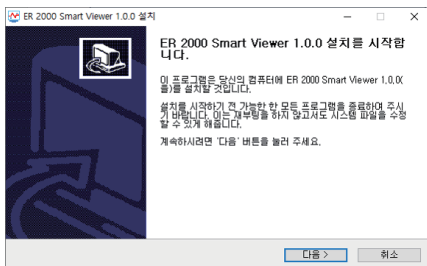 ER 2000 Smart Viewer 1.0.0 설치
ER 2000 Smart Viewer 1.0.0 설치를 시작합
니다.
이 프로그램은 당신의 컴퓨터에 ER 2000 Smart Viewer 1.0.0(
을)를 설치할 것입니다.
설치를 시작하기 전 가능한 한 모든 프로그램을 종료하여 주시
기 바랍니다. 이는 재부팅을 하지 않고서도 시스템 파일을 수정
할 수 있게 해줍니다.
계속하시려면 '다음' 버튼을 눌러 주세요.
다음 >
취소